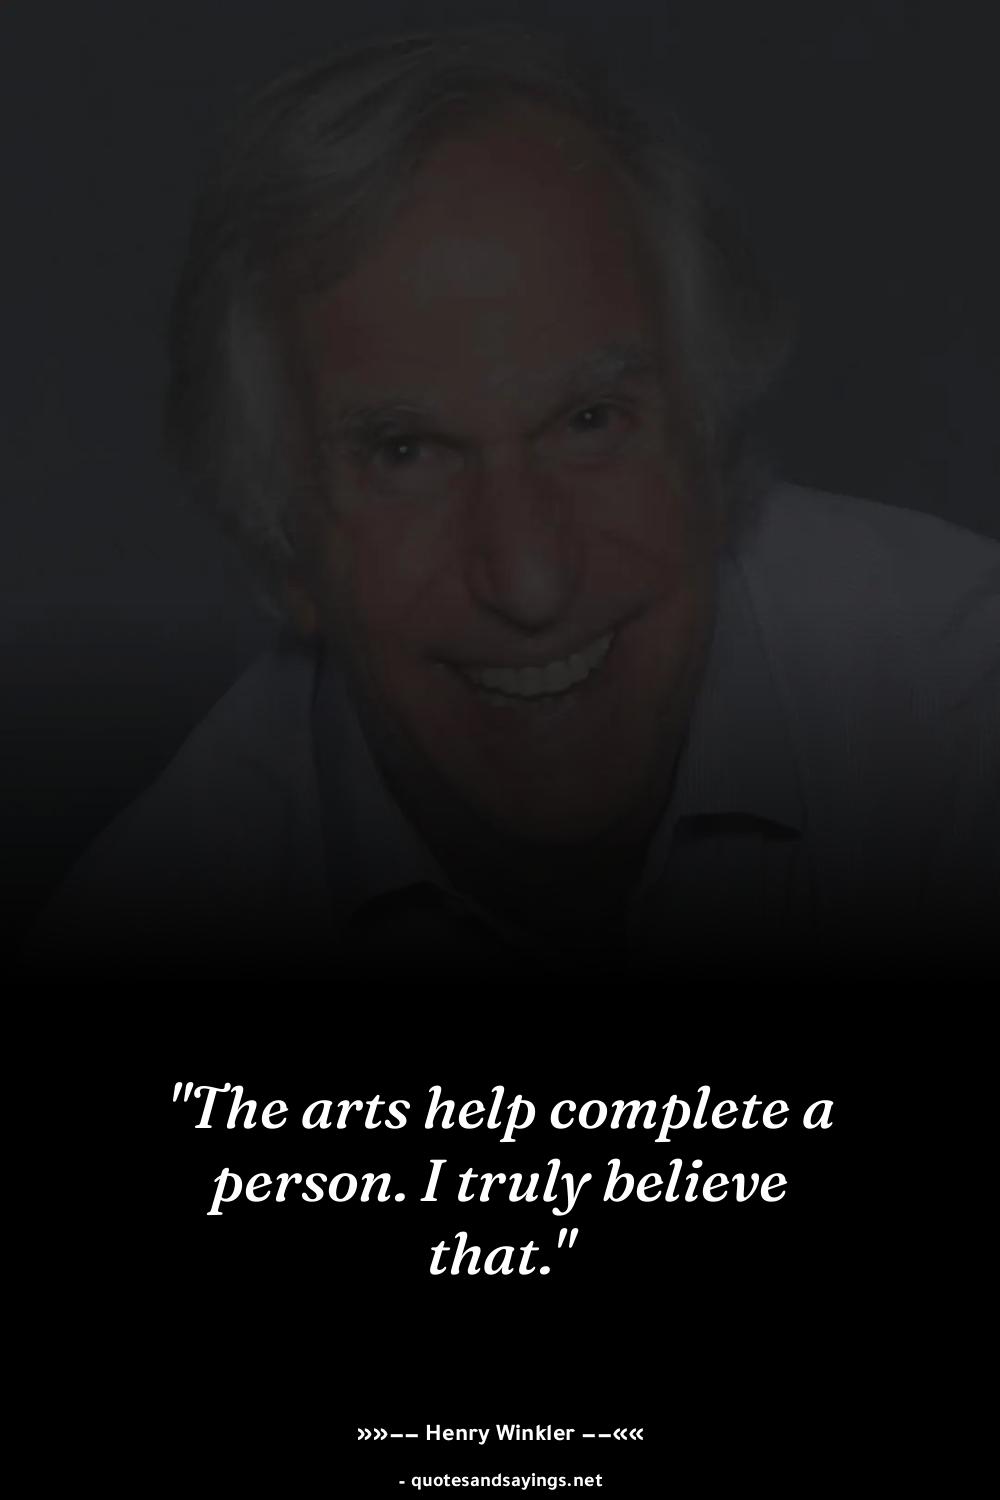 "The arts help complete a
person. I truly believe
that."
»»−− Henry Winkler −−««
- quotesandsayings.net